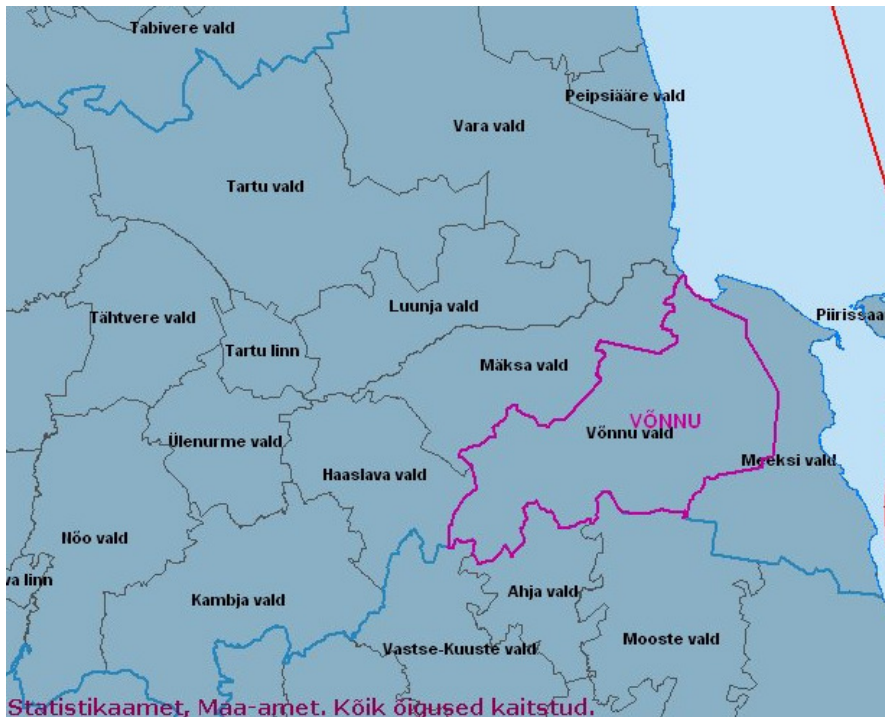 Tabivere vald
Peipsiääre vald
Vara vald
Tartu vald
Luunja vald
Piirissaa
Tähtvere vald
Tartu linn
Mäksa vald
VÕNNU
Võnnu vald
Ülenurme vald
Meeksi vald
Haaslava vald
Nõo vald
va linn
Ahja vald
Kambja vald
Mooste vald
Vastse-Kuuste vald
Statistikaamet, Maa-amet. Kõik õigused kaitstud.